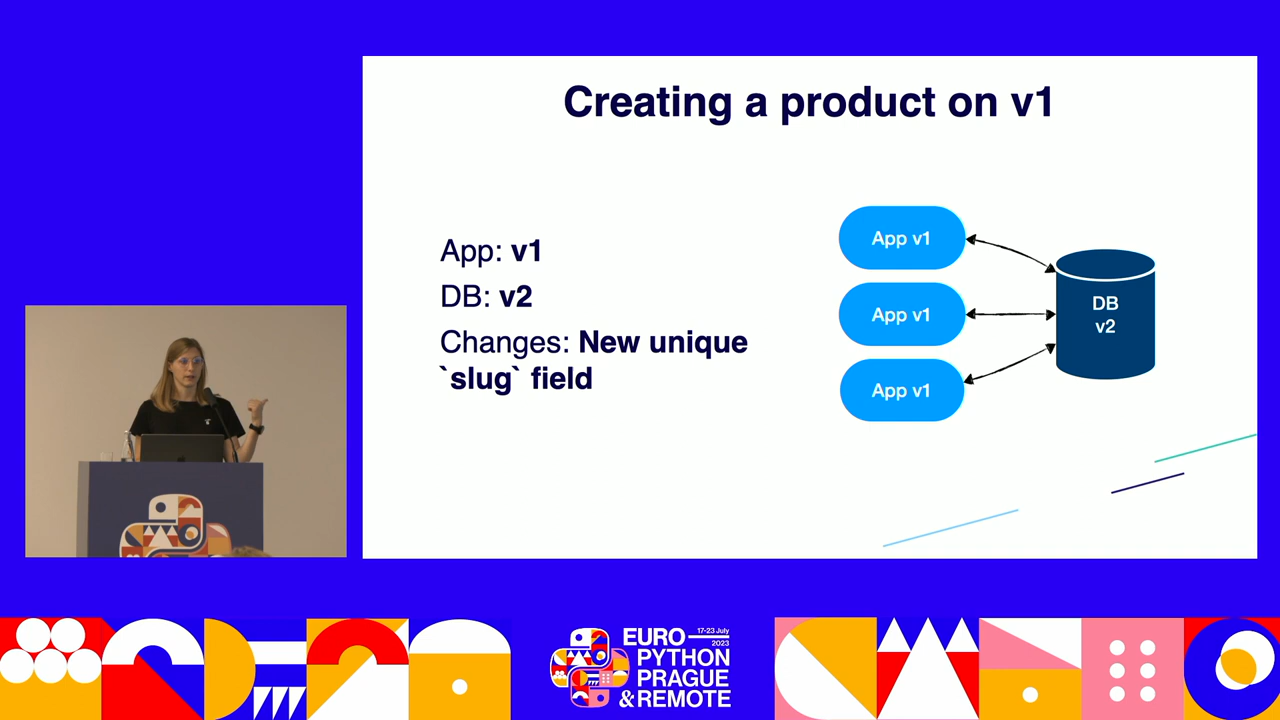 Creating a product on v1
App: v1
DB: v2
Changes: New unique
`slug` field
App v1
App v1
App v1
DB
v2
EURO
17-23 July
2023
PYTHON
PRAGUE
& REMOTE